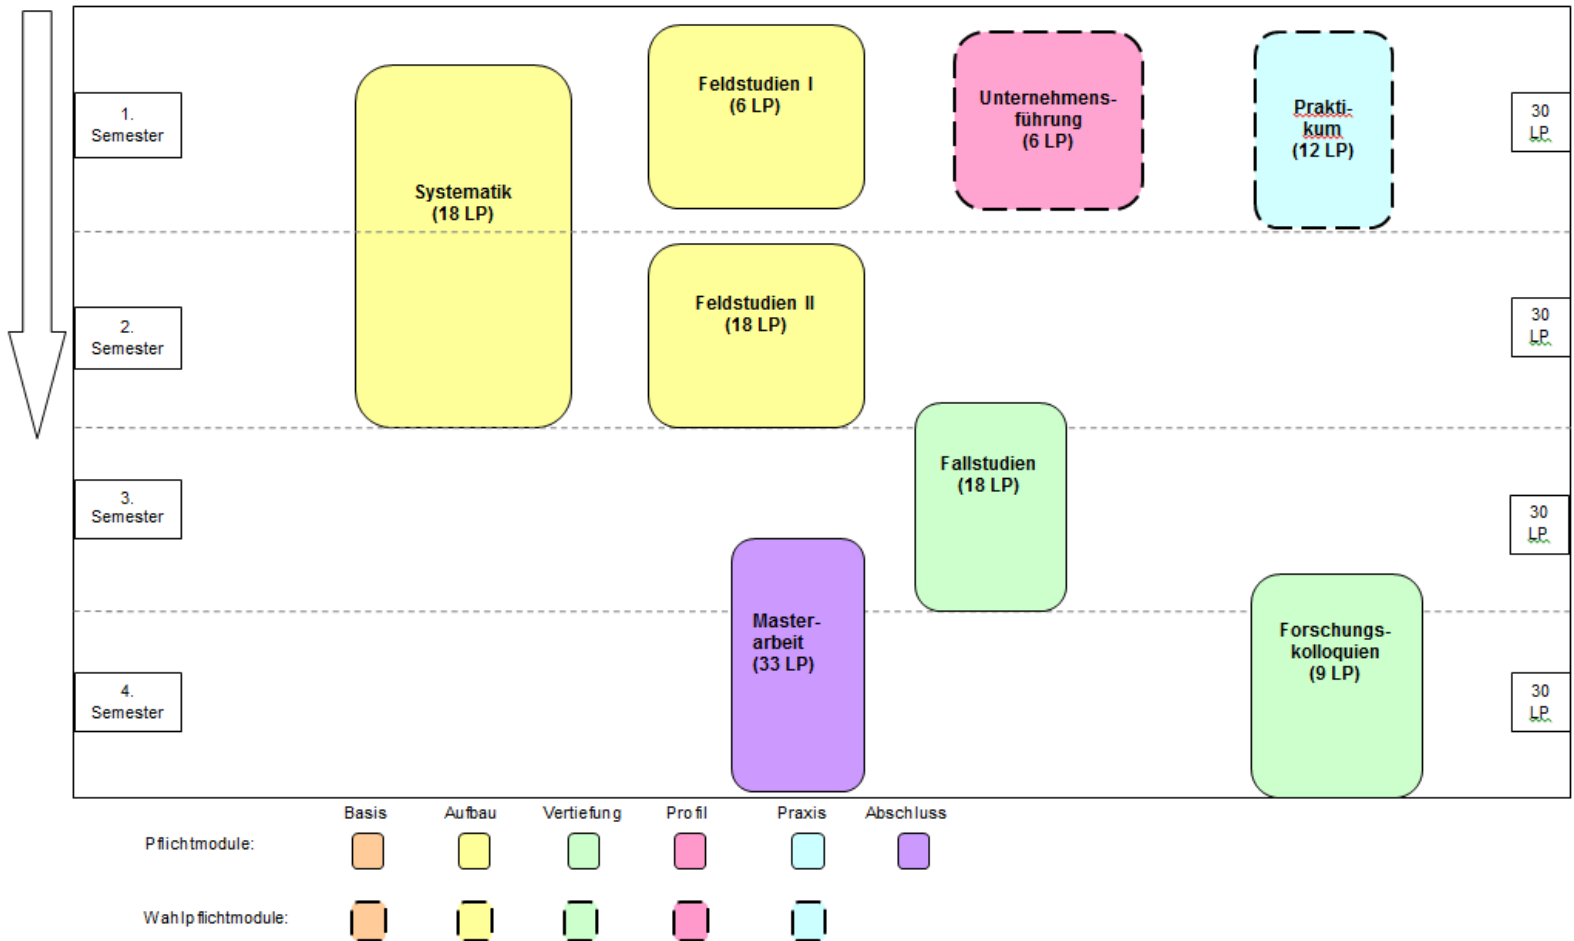 1.
Semester
Systematik
(18 LP)
Feldstudien I
(6 LP)
Unternehmens-
führung
(6 LP)
Prakti-
kum
(12 LP)
30
LP
2.
Semester
Feldstudien II
(18 LP)
30
LP
3.
Semester
Fallstudien
(18 LP)
30
LP
Master-
arbeit
(33 LP)
Forschungs-
kolloquien
(9 LP)
4.
Semester
30
LP
Basis Aufbau Vertiefung Profil Praxis Abschluss
Pflichtmodule:
Wahlpflichtmodule: